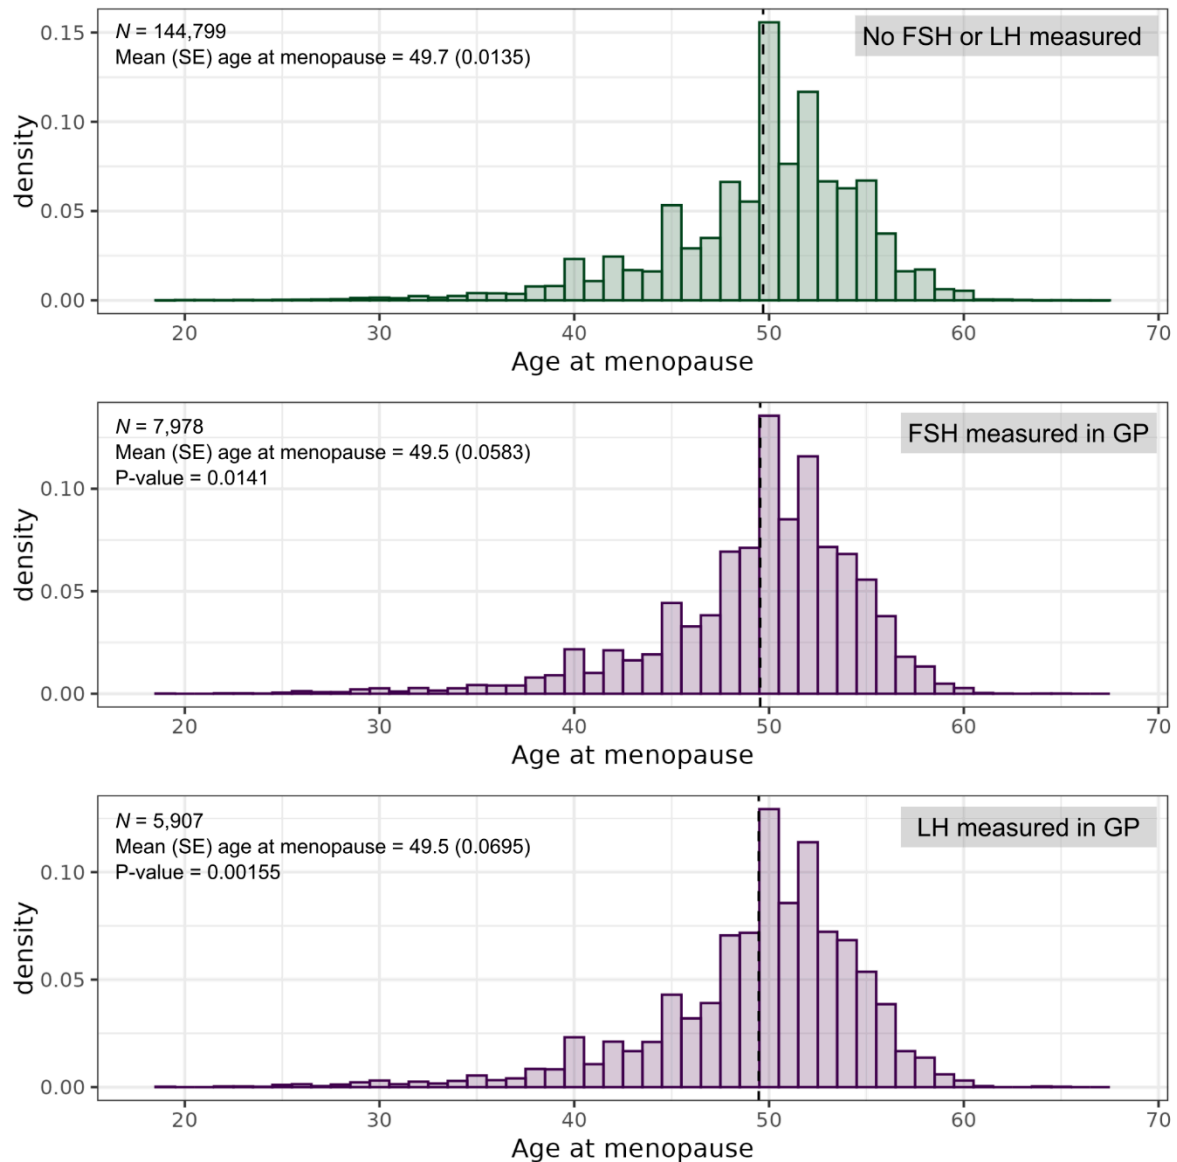 N = 144,799
Mean (SE) age at menopause = 49.7 (0.0135)
No FSH or LH measured
density
0.15
0.10
0.05
0.00
20 30 40 50 60 70
Age at menopause
N = 7,978
Mean (SE) age at menopause = 49.5 (0.0583)
P-value = 0.0141
FSH measured in GP
density
0.10
0.05
0.00
20 30 40 50 60 70
Age at menopause
N = 5,907
Mean (SE) age at menopause = 49.5 (0.0695)
P-value = 0.00155
LH measured in GP
density
0.10
0.05
0.00
20 30 40 50 60 70
Age at menopause